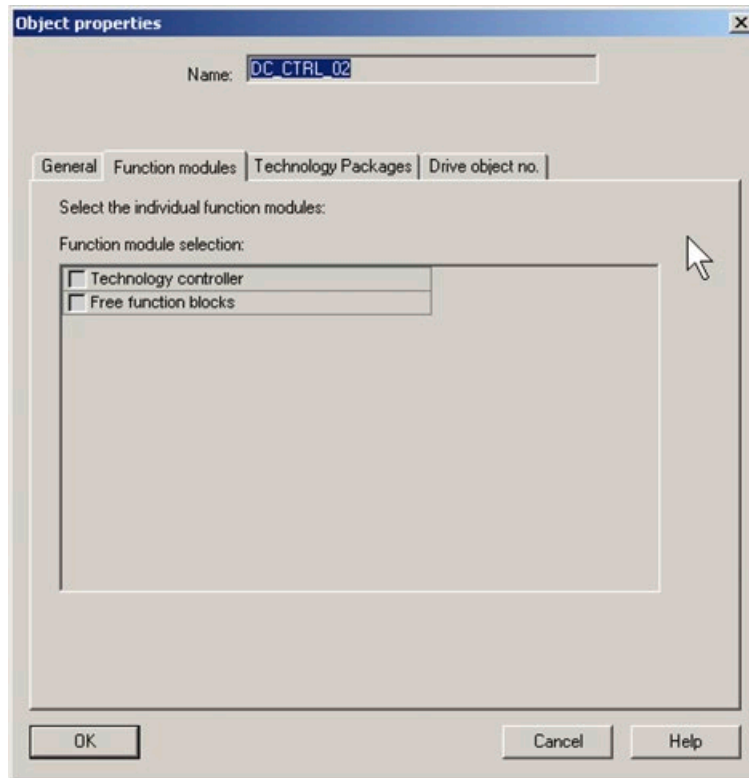 Object properties
Name: DC_CTRL_02
General Function modules Technology Packages Drive object no.
Select the individual function modules:
Function module selection:
Technology controller
Free function blocks
OK Cancel Help